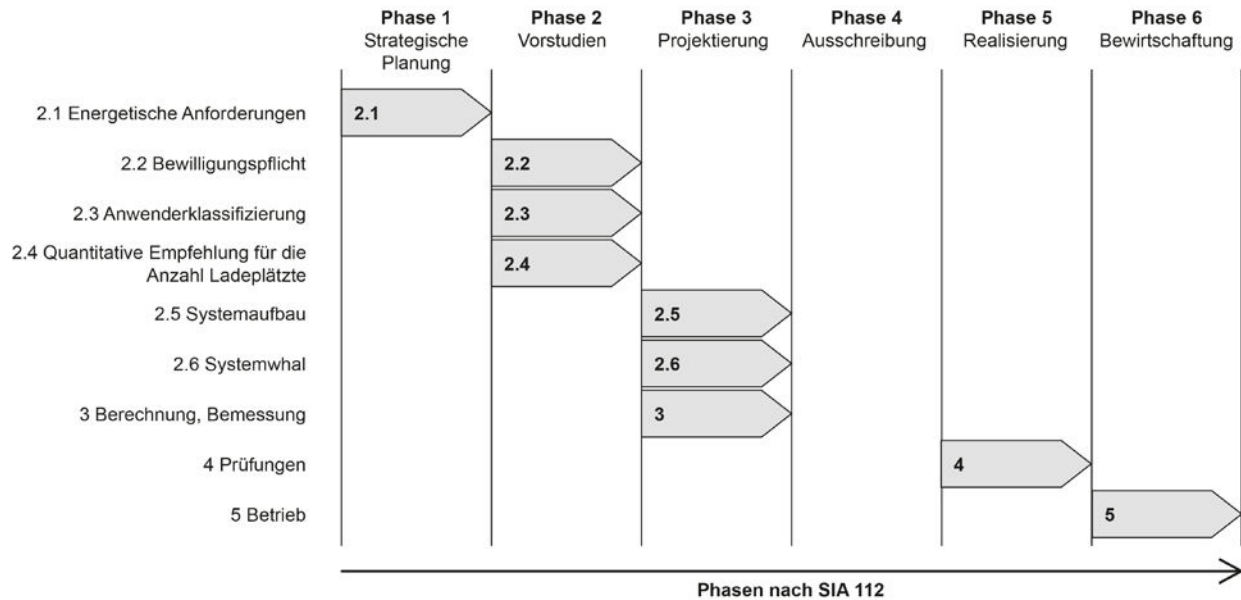 Phase 1
Strategische
Planung
Phase 2
Vorstudien
Phase 3
Projektierung
Phase 4
Ausschreibung
Phase 5
Realisierung
Phase 6
Bewirtschaftung
2.1 Energetische Anforderungen
2.1
2.2 Bewilligungspflicht
2.2
2.3 Anwenderklassifizierung
2.3
2.4 Quantitative Empfehlung für die
Anzahl Ladeplätzte
2.4
2.5 Systemaufbau
2.5
2.6 Systemwhal
2.6
3 Berechnung, Bemessung
3
4 Prüfungen
4
5 Betrieb
5
Phasen nach SIA 112